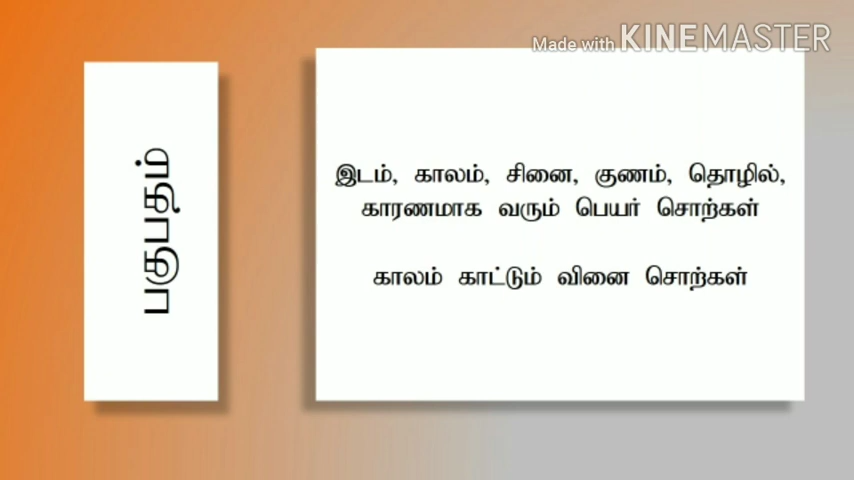 Made with KINEMASTER
பகுபதம்
இடம், காலம், சினை, குணம், தொழில்,
காரணமாக வரும் பெயர் சொற்கள்
காலம் காட்டும் வினை சொற்கள்